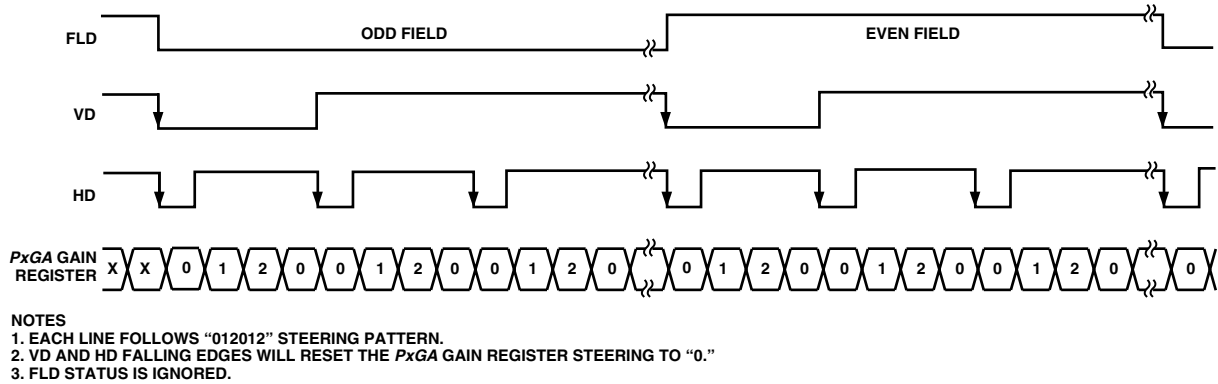 FLD ODD FIELD EVEN FIELD
VD
HD
PxGA GAIN
REGISTER X X 0 1 2 0 0 1 2 0 0 1 2 0 0 1 2 0 0 1 2 0 0 1 2 0 0
NOTES
1. EACH LINE FOLLOWS “012012” STEERING PATTERN.
2. VD AND HD FALLING EDGES WILL RESET THE PxGA GAIN REGISTER STEERING TO “0.”
3. FLD STATUS IS IGNORED.